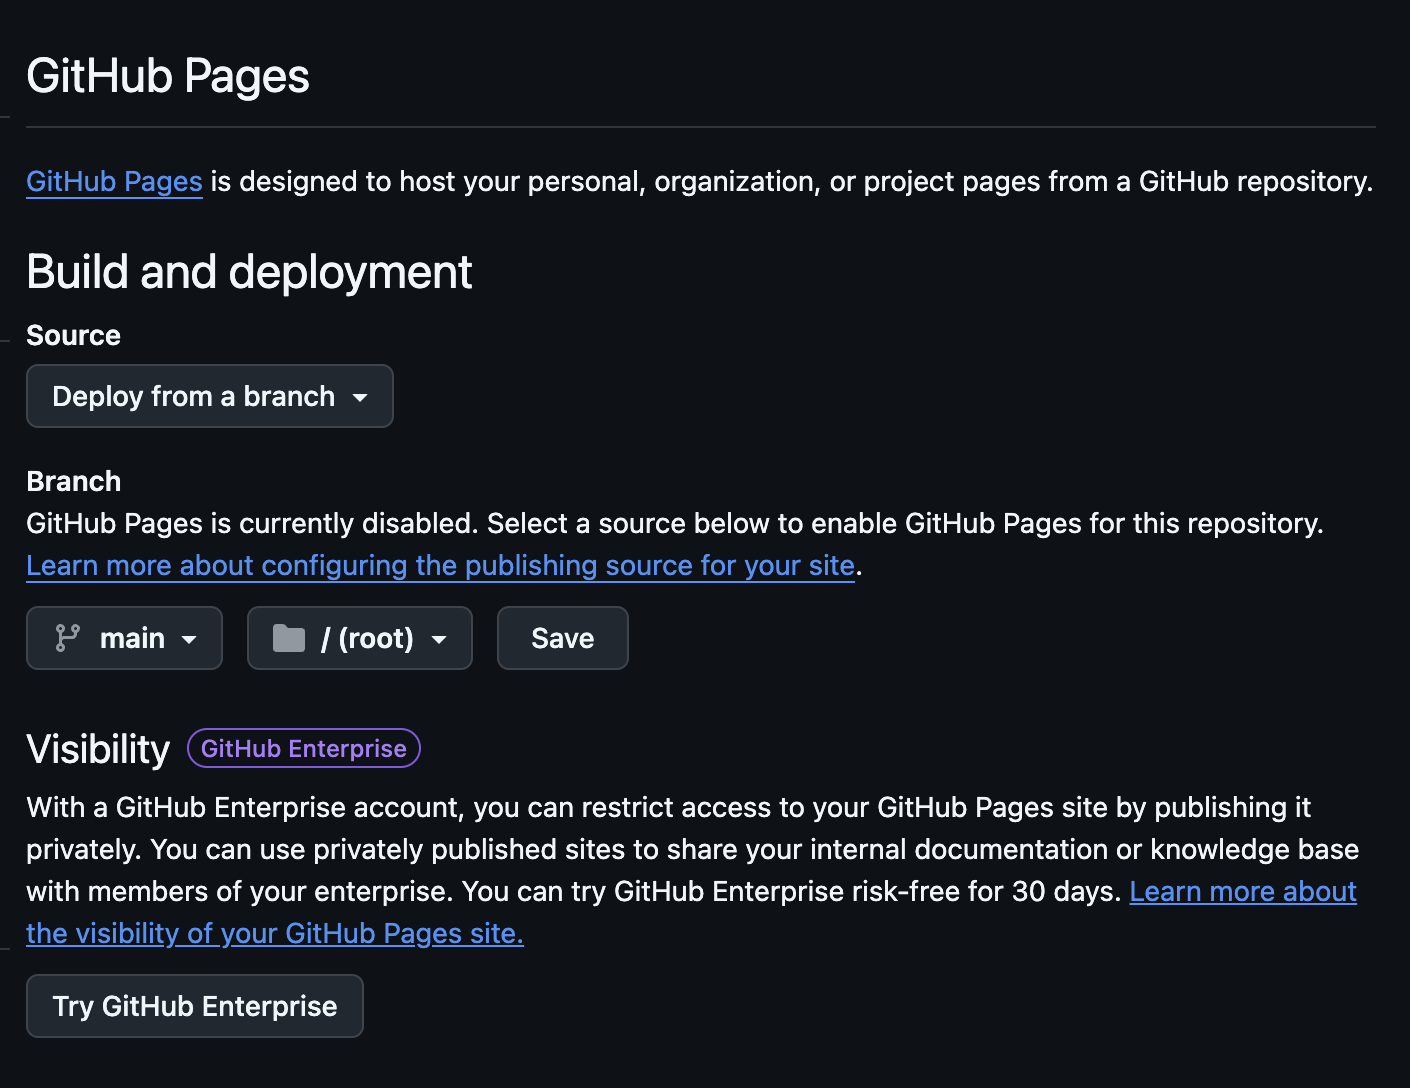 GitHub Pages
GitHub Pages is designed to host your personal, organization, or project pages from a GitHub repository.
Build and deployment
Source
Deploy from a branch
Branch
GitHub Pages is currently disabled. Select a source below to enable GitHub Pages for this repository.
Learn more about configuring the publishing source for your site.
main / (root) Save
Visibility GitHub Enterprise
With a GitHub Enterprise account, you can restrict access to your GitHub Pages site by publishing it
privately. You can use privately published sites to share your internal documentation or knowledge base
with members of your enterprise. You can try GitHub Enterprise risk-free for 30 days. Learn more about
the visibility of your GitHub Pages site.
Try GitHub Enterprise